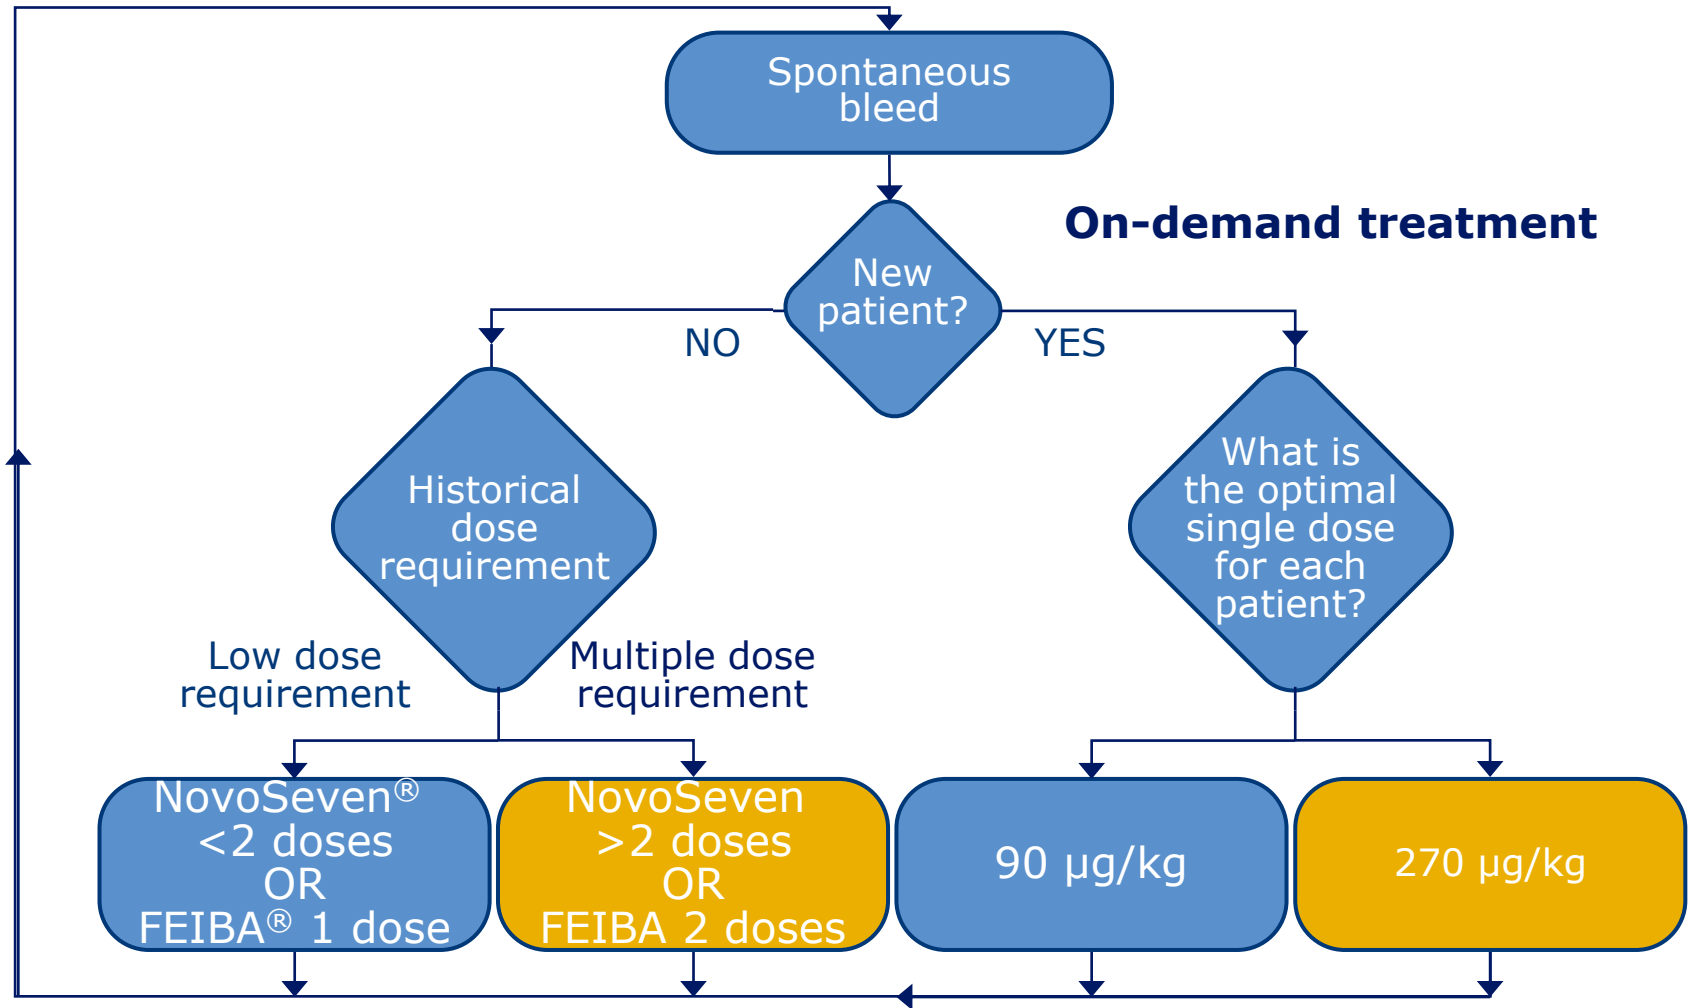 Spontaneous
bleed
On-demand treatment
New
patient?
NO
YES
Historical
dose
requirement
What is
the optimal
single dose
for each
patient?
Low dose
requirement
Multiple dose
requirement
NovoSeven®
<2 doses
OR
FEIBA® 1 dose
NovoSeven
>2 doses
OR
FEIBA 2 doses
90 µg/kg
270 µg/kg